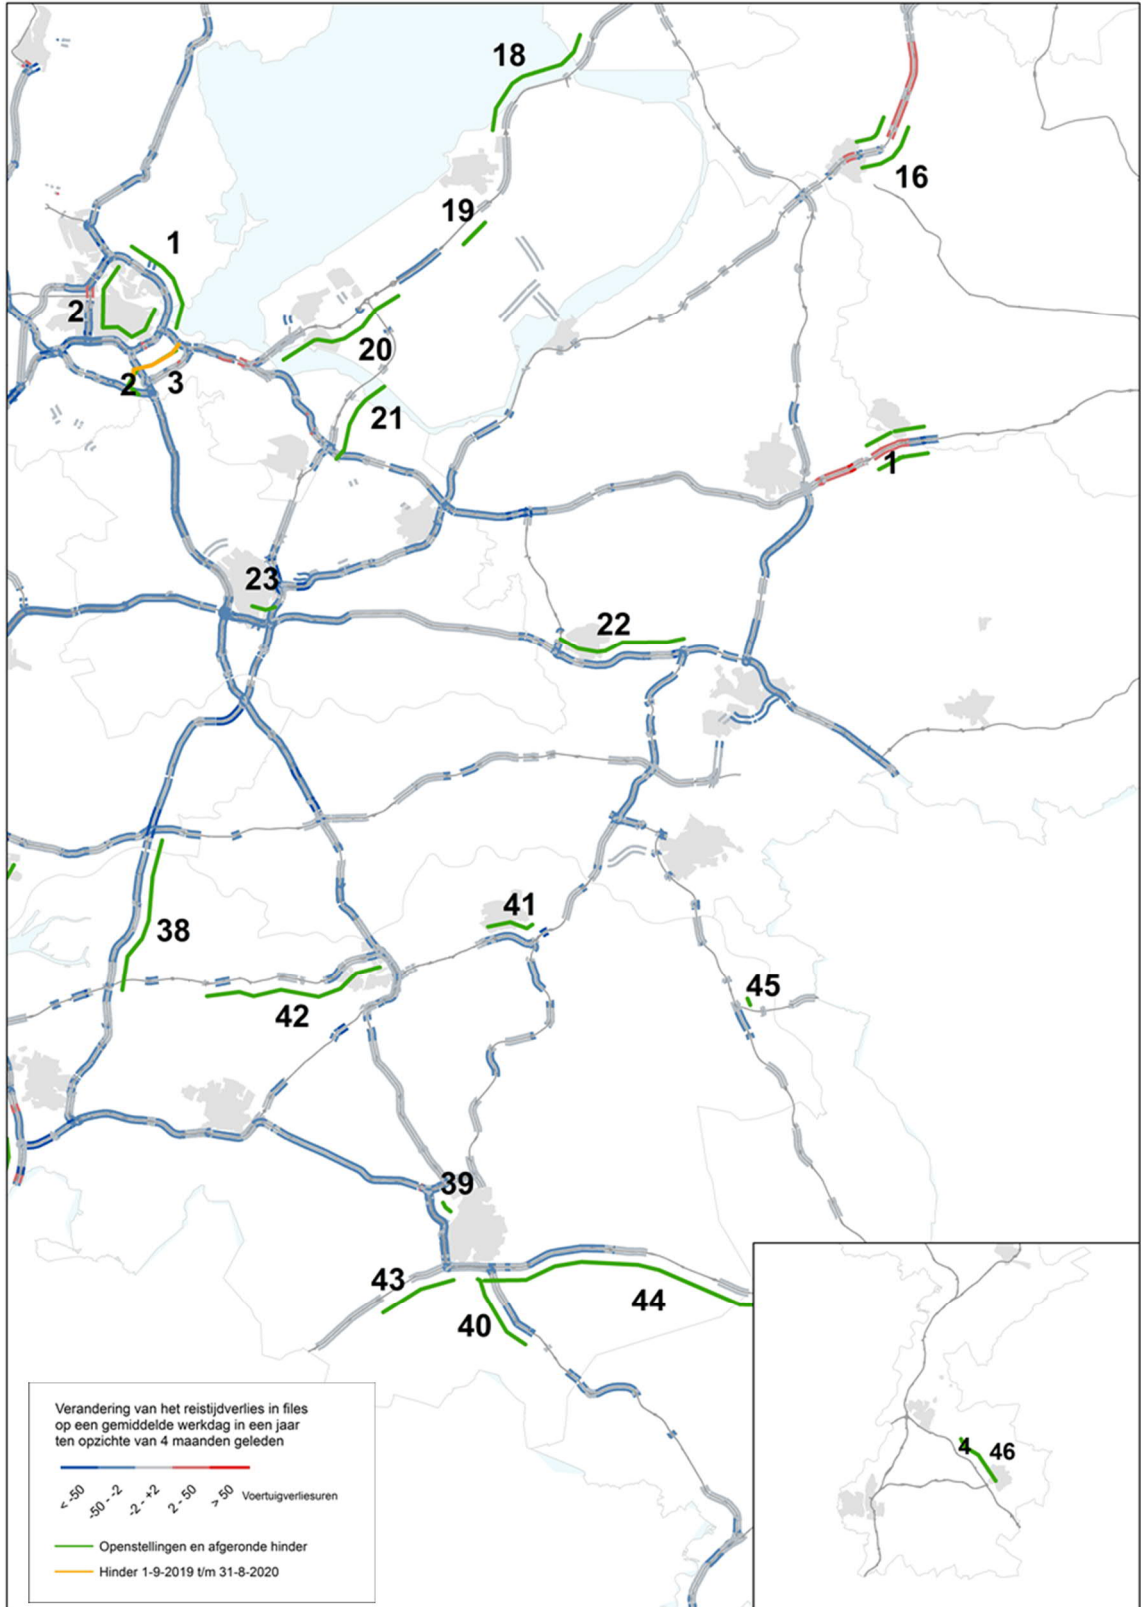 18
16
19
1
2
20
2
3
21
1
23
22
41
38
45
42
39
43
44
40
4
46
Verandering van het reistijdverlies in files
op een gemiddelde werkdag in een jaar
ten opzichte van 4 maanden geleden
< -50
-50 - -2
-2 - +2
2 - 50
> 50
Voertuigverliesuren
Openstellingen en afgeronde hinder
Hinder 1-9-2019 t/m 31-8-2020